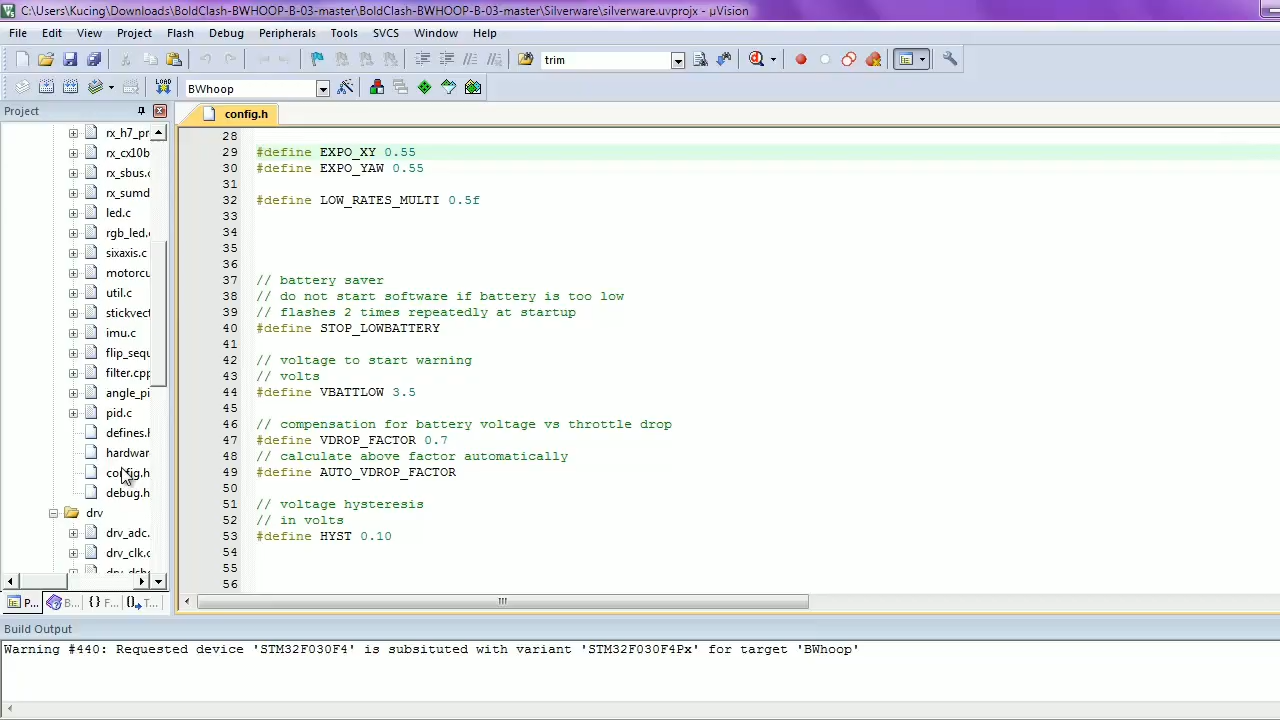 C:\Users\Kucing\Downloads\BoldClash-BWHOOP-B-03-master\BoldClash-BWHOOP-B-03-master\Silverware\silverware.uvprojx - µVision
File Edit View Project Flash Debug Peripherals Tools SVCS Window Help
trim
LOAD BWhoop
Project
config.h
rx_h7_pr
rx_cx10b
rx_sbus.c
rx_sumd
led.c
rgb_led.c
sixaxis.c
motorcu
util.c
stickvect
imu.c
flip_sequ
filter.cpp
angle_pi
pid.c
defines.h
hardwar
config.h
debug.h
drv
drv_adc.
drv_clk.c
28
29 #define EXPO_XY 0.55
30 #define EXPO_YAW 0.55
31
32 #define LOW_RATES_MULTI 0.5f
33
34
35
36
37 // battery saver
38 // do not start software if battery is too low
39 // flashes 2 times repeatedly at startup
40 #define STOP_LOWBATTERY
41
42 // voltage to start warning
43 // volts
44 #define VBATTLOW 3.5
45
46 // compensation for battery voltage vs throttle drop
47 #define VDROP_FACTOR 0.7
48 // calculate above factor automatically
49 #define AUTO_VDROP_FACTOR
50
51 // voltage hysteresis
52 // in volts
53 #define HYST 0.10
54
55
56
P... B... {} F... T...
Build Output
Warning #440: Requested device 'STM32F030F4' is subsituted with variant 'STM32F030F4Px' for target 'BWhoop'